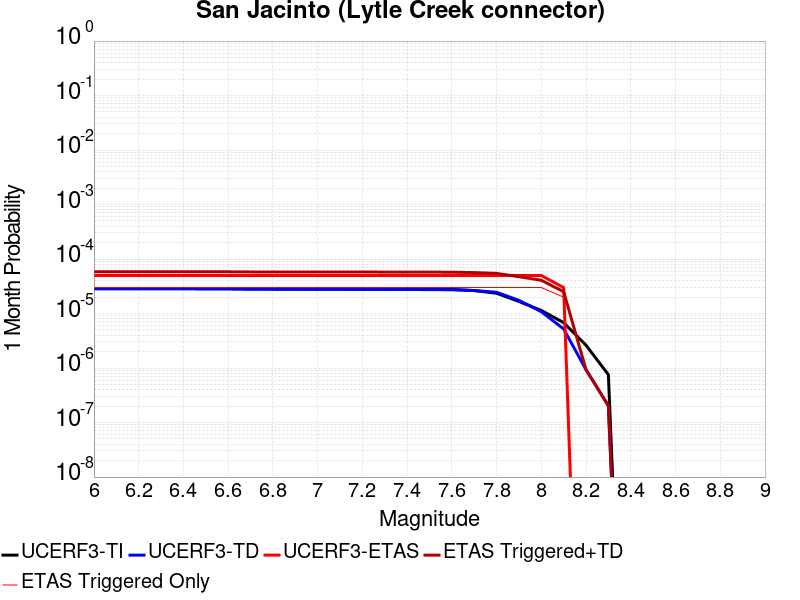 San Jacinto (Lytle Creek connector)
10^0
10^-1
10^-2
10^-3
10^-4
10^-5
10^-6
10^-7
10^-8
1 Month Probability
6 6.2 6.4 6.6 6.8 7 7.2 7.4 7.6 7.8 8 8.2 8.4 8.6 8.8 9
Magnitude
UCERF3-TI UCERF3-TD UCERF3-ETAS ETAS Triggered+TD
ETAS Triggered Only